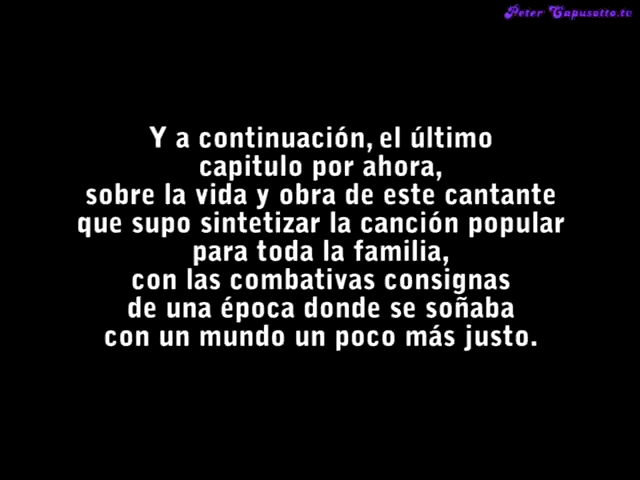 Peter Capusotto.tv
Y a continuación, el último
capitulo por ahora,
sobre la vida y obra de este cantante
que supo sintetizar la canción popular
para toda la familia,
con las combativas consignas
de una época donde se soñaba
con un mundo un poco más justo.